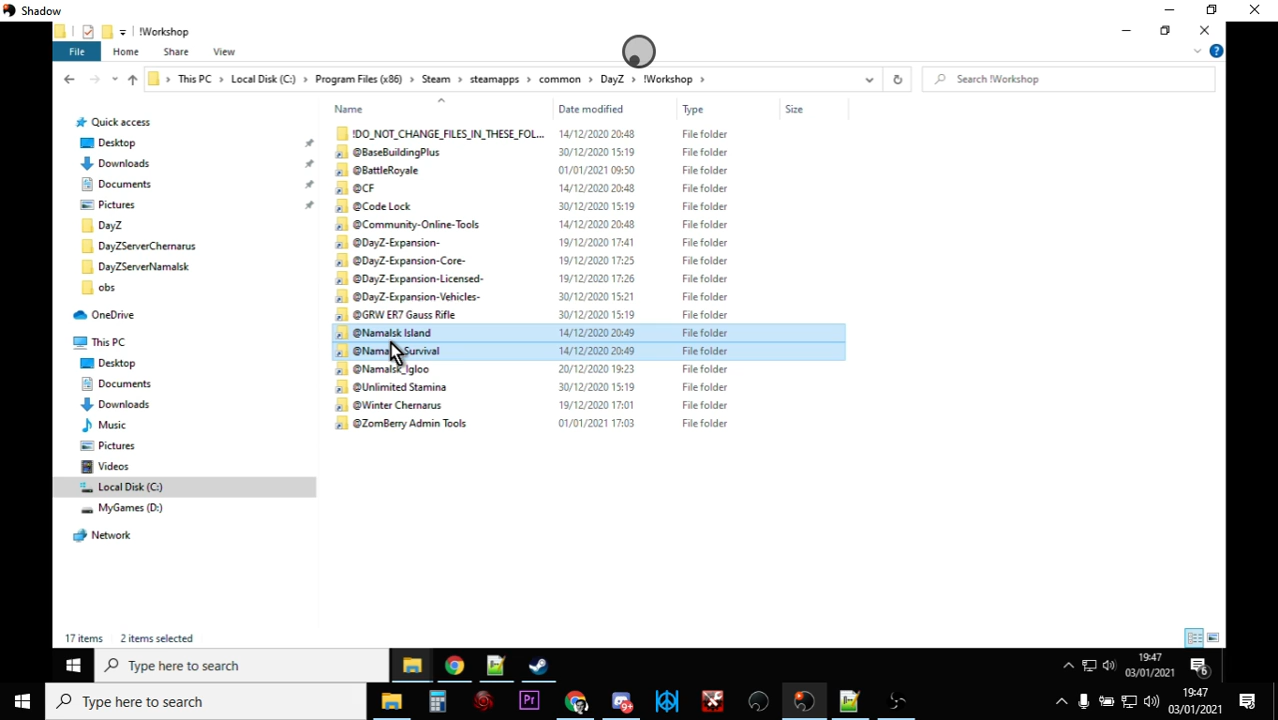 Shadow
!Workshop
File Home Share View
This PC Local Disk (C:) Program Files (x86) Steam steamapps common DayZ !Workshop
Search !Workshop
Name Date modified Type Size
Quick access
Desktop
Downloads
Documents
Pictures
DayZ
DayZServerChernarus
DayZServerNamalsk
obs
OneDrive
This PC
Desktop
Documents
Downloads
Music
Pictures
Videos
Local Disk (C:)
MyGames (D:)
Network
!DO_NOT_CHANGE_FILES_IN_THESE_FOL... 14/12/2020 20:48 File folder
@BaseBuildingPlus 30/12/2020 15:19 File folder
@BattleRoyale 01/01/2021 09:50 File folder
@CF 14/12/2020 20:48 File folder
@Code Lock 30/12/2020 15:19 File folder
@Community-Online-Tools 14/12/2020 20:48 File folder
@DayZ-Expansion- 19/12/2020 17:41 File folder
@DayZ-Expansion-Core- 19/12/2020 17:25 File folder
@DayZ-Expansion-Licensed- 19/12/2020 17:26 File folder
@DayZ-Expansion-Vehicles- 30/12/2020 15:21 File folder
@GRW ER7 Gauss Rifle 30/12/2020 15:19 File folder
@Namalsk Island 14/12/2020 20:49 File folder
@Namalsk Survival 14/12/2020 20:49 File folder
@Namalsk_Igloo 20/12/2020 19:23 File folder
@Unlimited Stamina 30/12/2020 15:19 File folder
@Winter Chernarus 19/12/2020 17:01 File folder
@ZomBerry Admin Tools 01/01/2021 17:03 File folder
17 items 2 items selected
Type here to search
19:47
03/01/2021
6
Type here to search
Pr
9+
19:47
03/01/2021